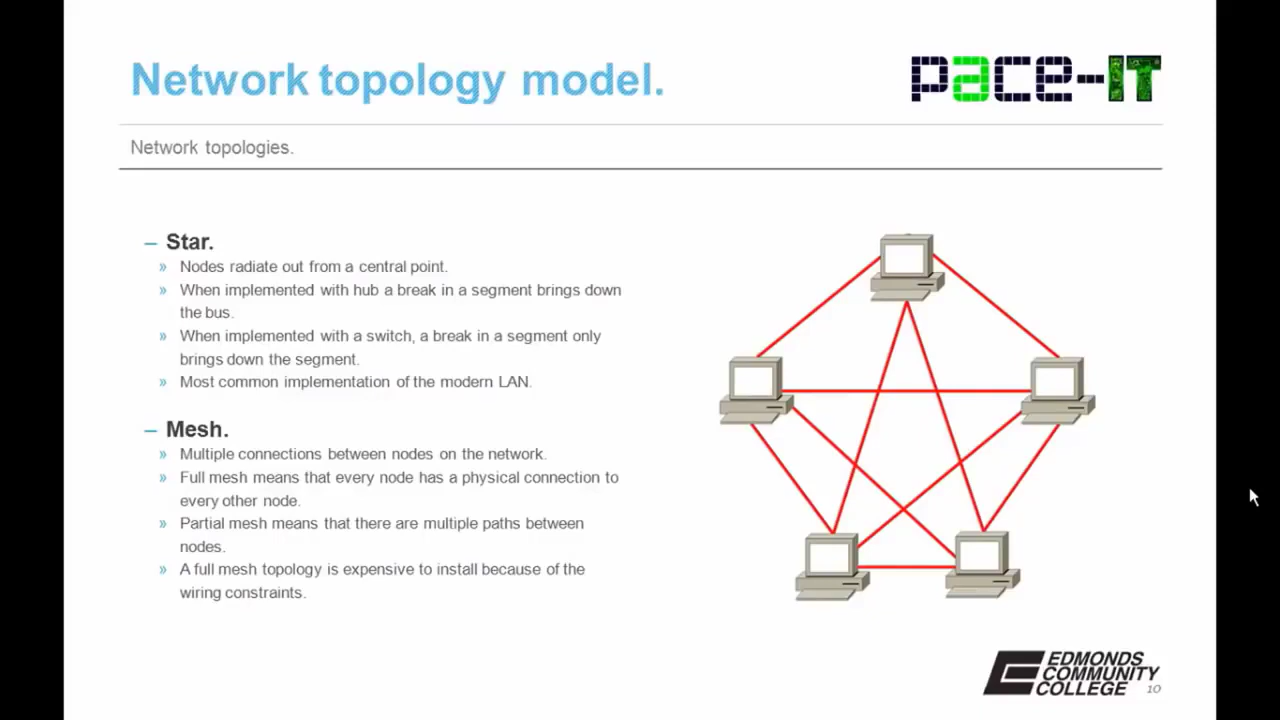 Network topology model.
pace-IT
Network topologies.
– Star.
» Nodes radiate out from a central point.
» When implemented with hub a break in a segment brings down
the bus.
» When implemented with a switch, a break in a segment only
brings down the segment.
» Most common implementation of the modern LAN.
– Mesh.
» Multiple connections between nodes on the network.
» Full mesh means that every node has a physical connection to
every other node.
» Partial mesh means that there are multiple paths between
nodes.
» A full mesh topology is expensive to install because of the
wiring constraints.
EDMONDS
COMMUNITY
COLLEGE 10